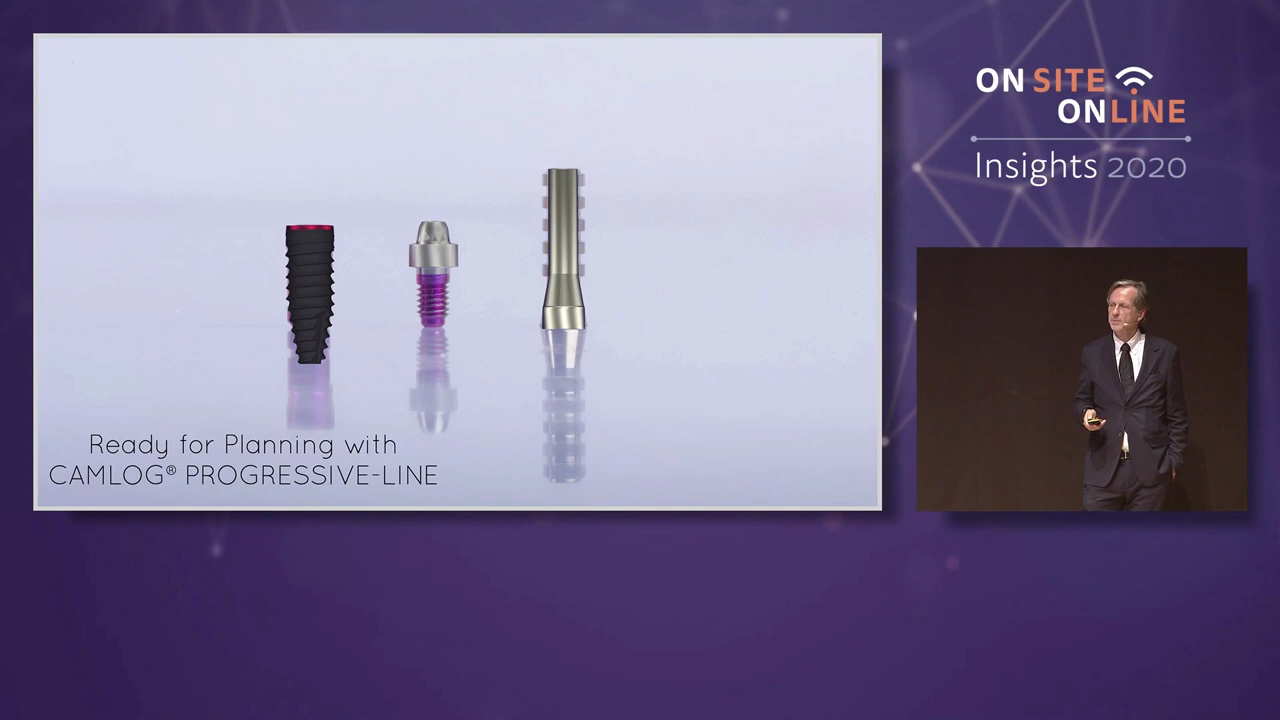 ON SITE
ONLINE
Insights 2020
Ready for Planning with
CAMLOG® PROGRESSIVE-LINE